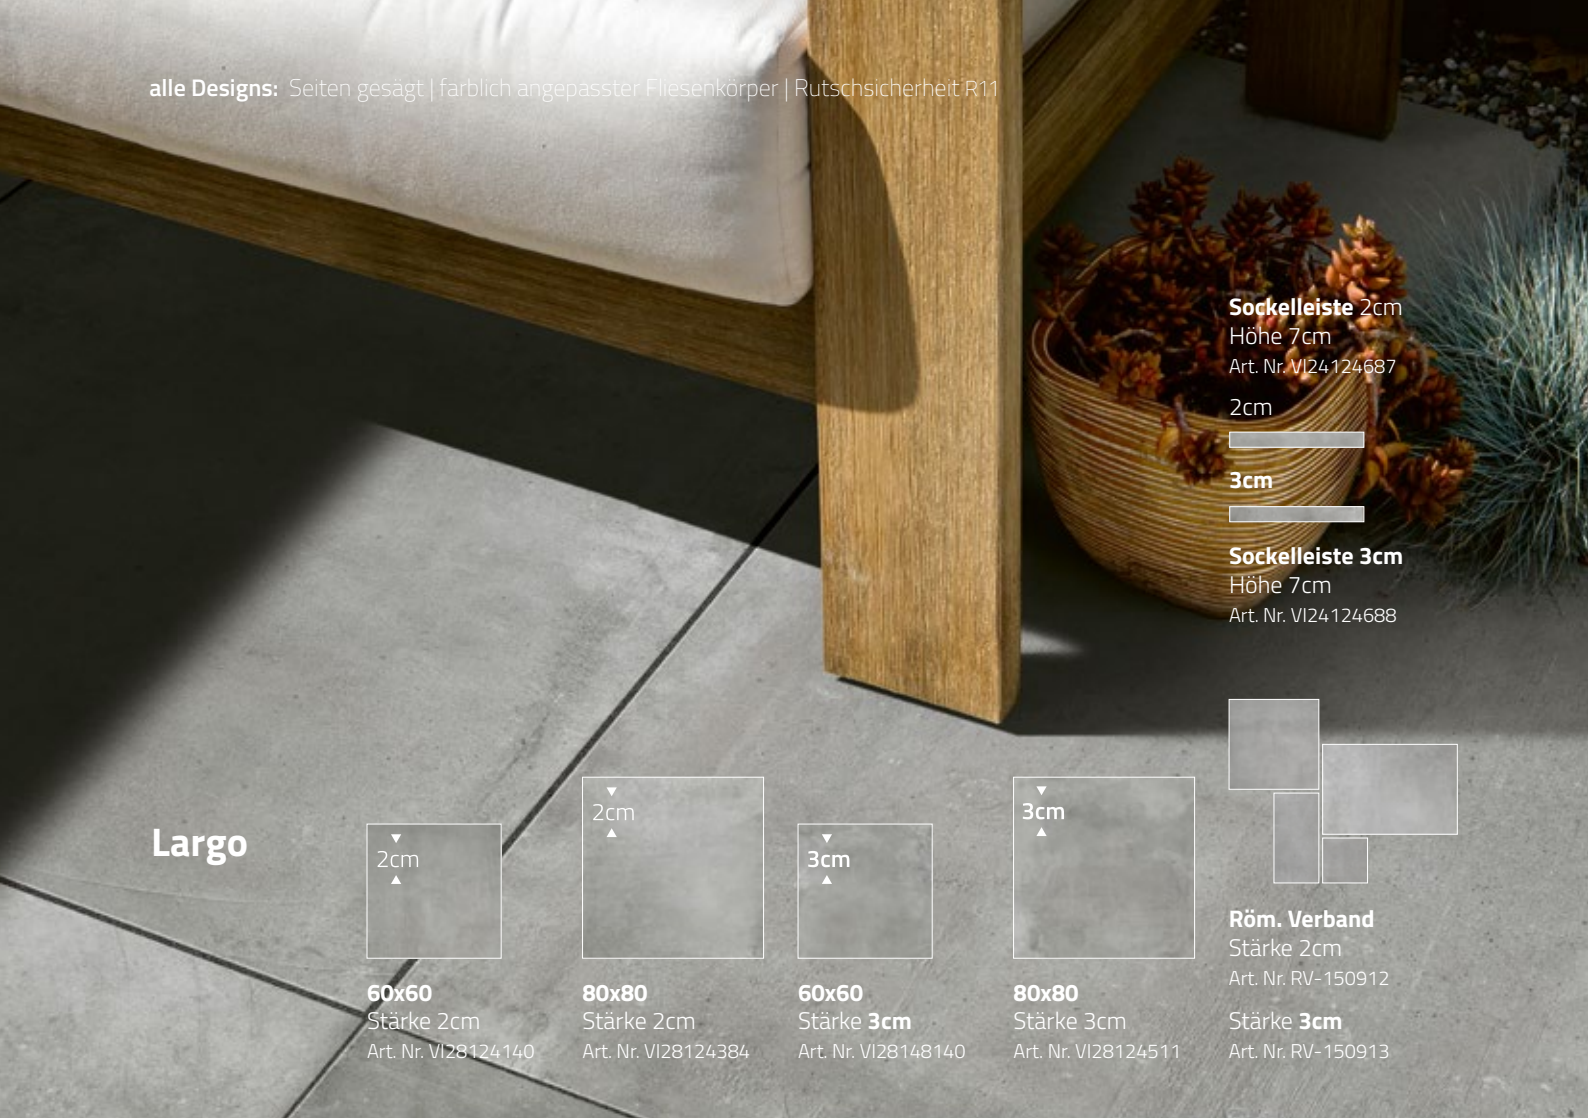 alle Designs: Seiten gesägt | farblich angepasster Fliesenkörper | Rutschsicherheit R11
Sockelleiste 2cm
Höhe 7cm
Art. Nr. VI24124687
2cm
3cm
Sockelleiste 3cm
Höhe 7cm
Art. Nr. VI24124688
Largo
2cm
60x60
Stärke 2cm
Art. Nr. VI28124140
2cm
80x80
Stärke 2cm
Art. Nr. VI28124384
3cm
60x60
Stärke 3cm
Art. Nr. VI28148140
3cm
80x80
Stärke 3cm
Art. Nr. VI28124511
Röm. Verband
Stärke 2cm
Art. Nr. RV-150912
Stärke 3cm
Art. Nr. RV-150913